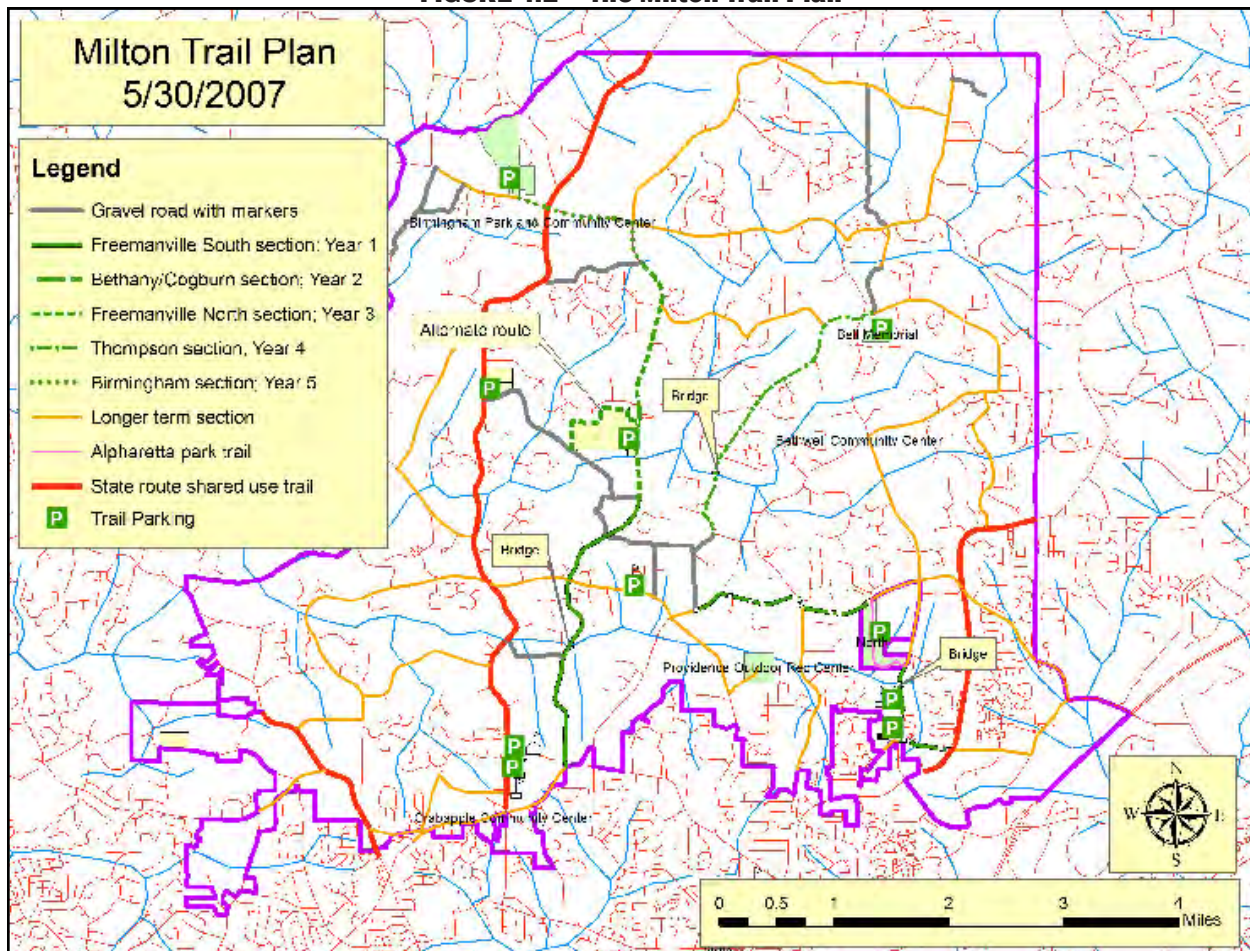 Milton Trail Plan
5/30/2007
Legend
Gravel road with markers
Freemanville South section; Year 1
Bethany/Cogburn section; Year 2
Freemanville North section; Year 3
Thompson section, Year 4
Birmingham section; Year 5
Longer term section
Alpharetta park trail
State route shared use trail
P Trail Parking
P
Birmingham Park and Community Center
Alternate route
Bell Memorial
P
P
Bridge
P
Bethwell Community Center
Bridge
P
P
North
Providence Outdoor Rec Center
Bridge
P
P
P
P
Crabapple Community Center
N
W E
S
0 0.5 1 2 3 4
Miles